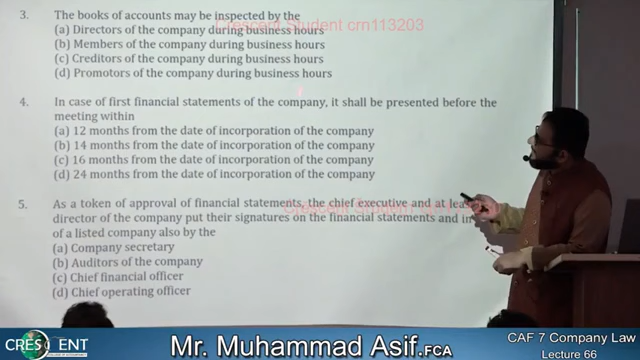 3. The books of accounts may be inspected by the
Crescent Student crn113203
(a) Directors of the company during business hours
(b) Members of the company during business hours
(c) Creditors of the company during business hours
(d) Promotors of the company during business hours
4. In case of first financial statements of the company, it shall be presented before the
meeting within
(a) 12 months from the date of incorporation of the company
(b) 14 months from the date of incorporation of the company
(c) 16 months from the date of incorporation of the company
(d) 24 months from the date of incorporation of the company
5. As a token of approval of financial statements, the chief executive and at
Crescent Student
director of the company put their signatures on the financial statements and in
of a listed company also by the
(a) Company secretary
(b) Auditors of the company
(c) Chief financial officer
(d) Chief operating officer
CRESCENT
Mr. Muhammad Asif.FCA
CAF 7 Company Law
Lecture 66